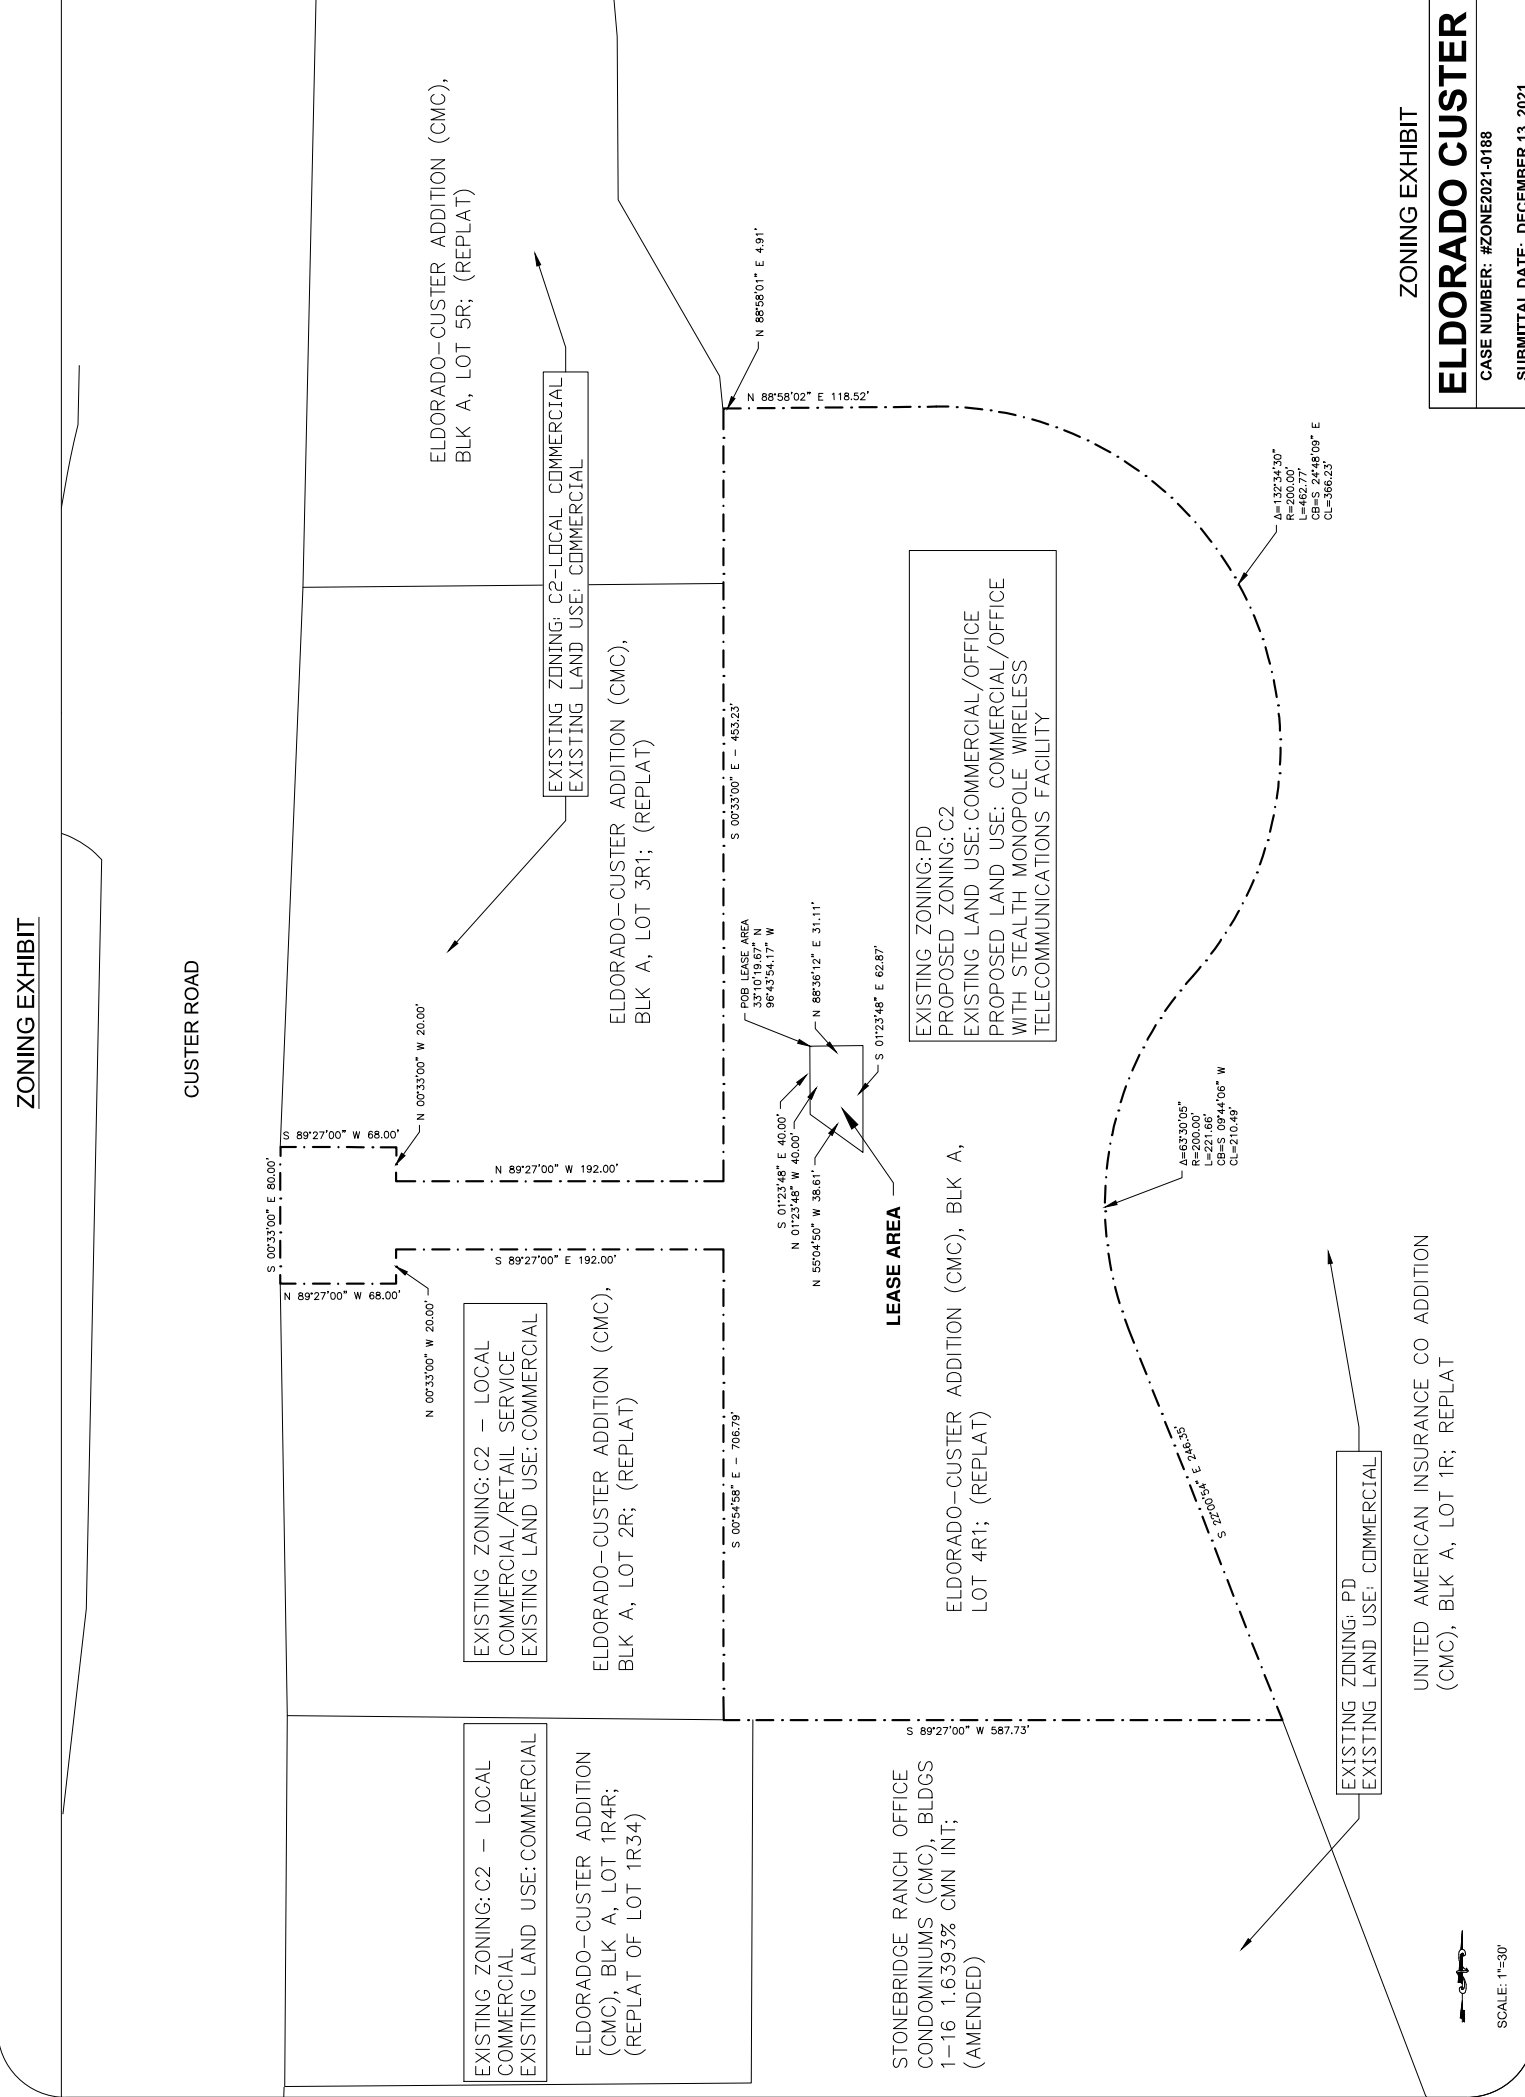 ZONING EXHIBIT
CUSTER ROAD
ELDORADO-CUSTER ADDITION (CMC),
BLK A, LOT 5R; (REPLAT)
EXISTING ZONING: C2-LOCAL COMMERCIAL
EXISTING LAND USE: COMMERCIAL
ELDORADO-CUSTER ADDITION (CMC),
BLK A, LOT 3R1; (REPLAT)
N 88°58'01" E 4.91'
N 88°58'02" E 118.52'
S 00°33'00" E - 453.23'
S 89°27'00" W 68.00'
N 00°33'00" W 20.00'
S 00°33'00" E 80.00'
N 89°27'00" W 192.00'
S 89°27'00" E 192.00'
N 89°27'00" W 68.00'
N 00°33'00" W 20.00'
EXISTING ZONING: C2 - LOCAL
COMMERCIAL/RETAIL SERVICE
EXISTING LAND USE: COMMERCIAL
ELDORADO-CUSTER ADDITION (CMC),
BLK A, LOT 2R; (REPLAT)
S 00°54'58" E - 706.79'
POB LEASE AREA
33°10'19.67" N
96°43'54.17" W
N 88°36'12" E 31.11'
S 01°23'48" E 62.87'
S 01°23'48" E 40.00'
N 01°23'48" W 40.00'
N 55°04'50" W 38.61'
LEASE AREA
EXISTING ZONING: PD
PROPOSED ZONING: C2
EXISTING LAND USE: COMMERCIAL/OFFICE
PROPOSED LAND USE: COMMERCIAL/OFFICE
WITH STEALTH MONOPOLE WIRELESS
TELECOMMUNICATIONS FACILITY
ELDORADO-CUSTER ADDITION (CMC), BLK A,
LOT 4R1; (REPLAT)
Δ=132°34'30"
R=200.00'
L=462.77'
CB=S 24°48'09" E
CL=366.23'
Δ=63°30'05"
R=200.00'
L=221.66'
CB=S 09°44'06" W
CL=210.49'
S 22°00'54" E 246.35'
S 89°27'00" W 587.73'
EXISTING ZONING: C2 - LOCAL
COMMERCIAL
EXISTING LAND USE: COMMERCIAL
ELDORADO-CUSTER ADDITION
(CMC), BLK A, LOT 1R4R;
(REPLAT OF LOT 1R34)
STONEBRIDGE RANCH OFFICE
CONDOMINIUMS (CMC), BLDGS
1-16 1.6393% CMN INT;
(AMENDED)
EXISTING ZONING: PD
EXISTING LAND USE: COMMERCIAL
UNITED AMERICAN INSURANCE CO ADDITION
(CMC), BLK A, LOT 1R; REPLAT
SCALE: 1"=30'
ZONING EXHIBIT
ELDORADO CUSTER
CASE NUMBER: #ZONE2021-0188
SUBMITTAL DATE: DECEMBER 13, 2021